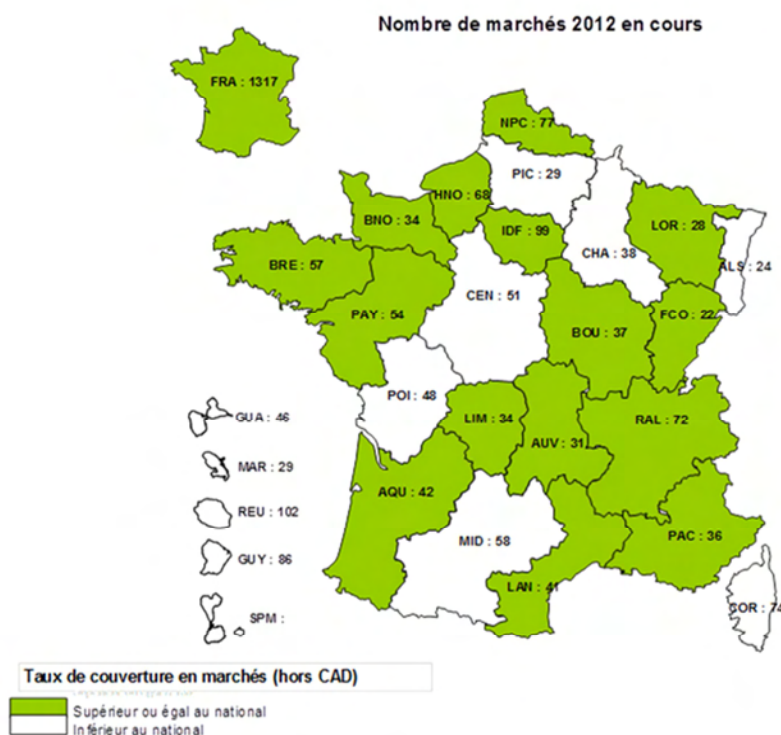 Nombre de marchés 2012 en cours
FRA : 1317
NPC : 77
PIC : 29
HNO : 68
BNO : 34
IDF : 99
LOR : 28
CHA : 38
ALS : 24
BRE : 57
CEN : 51
PAY : 54
FCO : 22
BOU : 37
POI : 48
LIM : 34
RAL : 72
GUA : 46
AUV : 31
MAR : 29
AQU : 42
REU : 102
MID : 58
PAC : 36
GUY : 86
LAN : 41
COR : 74
SPM :
Taux de couverture en marchés (hors CAD)
Supérieur ou égal au national
Inférieur au national